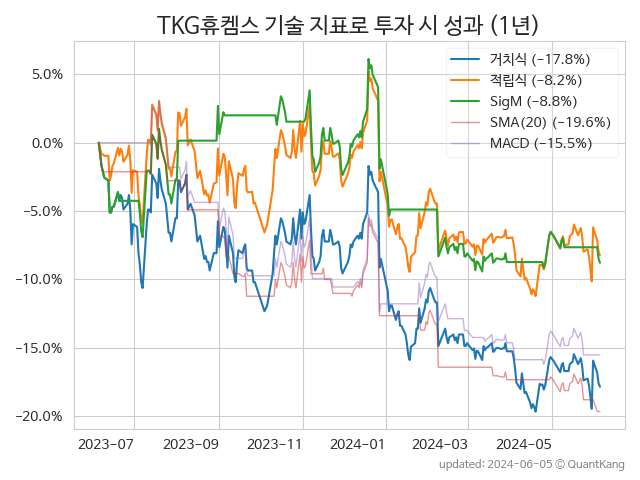 TKG휴켐스 기술 지표로 투자 시 성과 (1년)
거치식 (−17.8%)
적립식 (−8.2%)
SigM (−8.8%)
SMA(20) (−19.6%)
MACD (−15.5%)
5.0%
0.0%
−5.0%
−10.0%
−15.0%
−20.0%
2023-07 2023-09 2023-11 2024-01 2024-03 2024-05
updated: 2024-06-05 ⓒ QuantKang